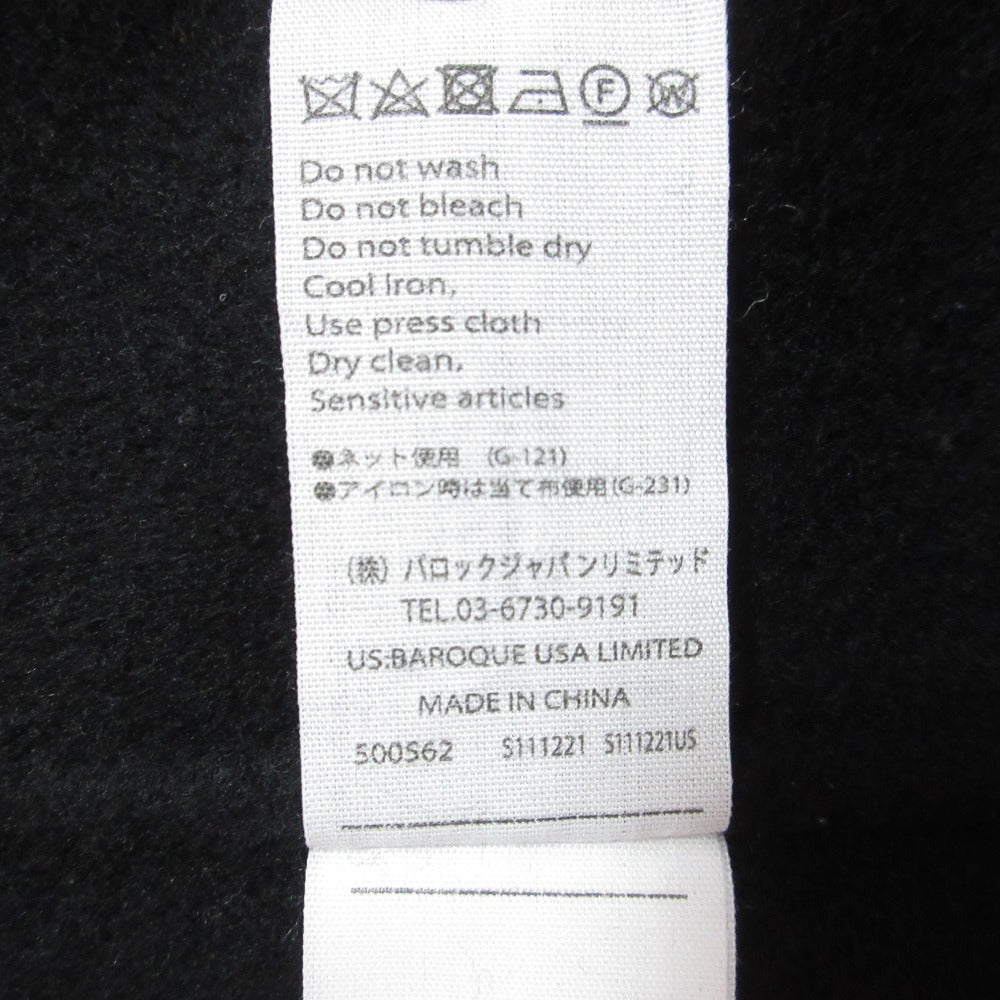 F W
Do not wash
Do not bleach
Do not tumble dry
Cool iron,
Use press cloth
Dry clean,
Sensitive articles
●ネット使用 (G-121)
●アイロン時は当て布使用(G-231)
(株) バロックジャパンリミテッド
TEL.03-6730-9191
US:BAROQUE USA LIMITED
MADE IN CHINA
500S62 S111221 S111221US